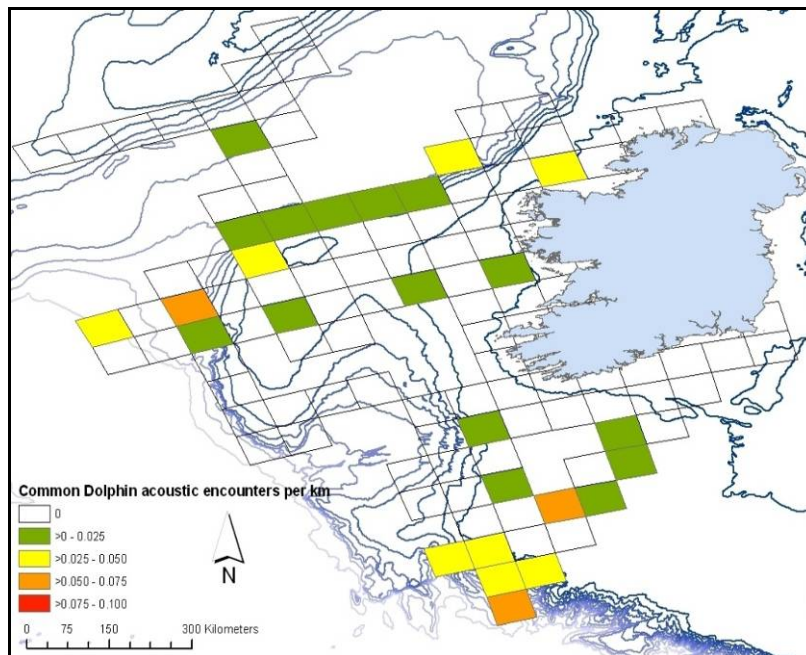 Common Dolphin acoustic encounters per km
0
>0 - 0.025
>0.025 - 0.050
>0.050 - 0.075
>0.075 - 0.100
N
0 75 150 300 Kilometers